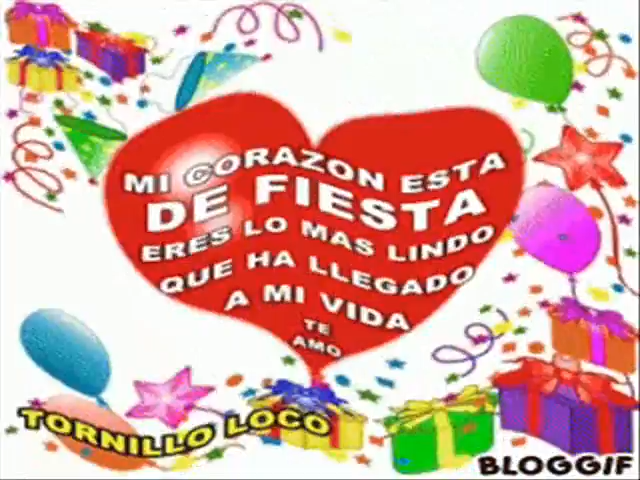 MI CORAZON ESTA
DE FIESTA
ERES LO MAS LINDO
QUE HA LLEGADO
A MI VIDA
TE
AMO
TORNILLO LOCO
BLOGGIF